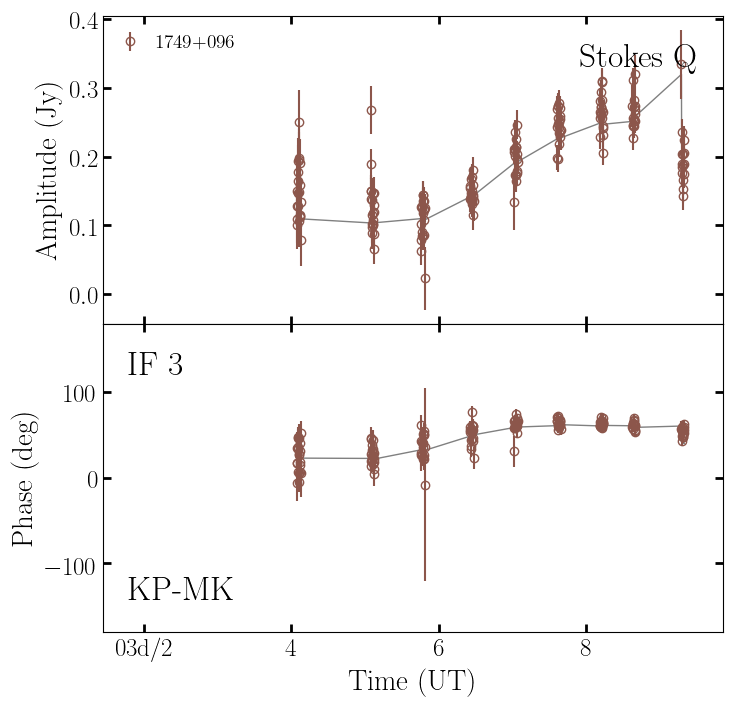 0.4
1749+096
Stokes Q
0.3
0.2
0.1
0.0
Amplitude (Jy)
IF 3
100
0
−100
Phase (deg)
KP-MK
03d/2 4 6 8
Time (UT)